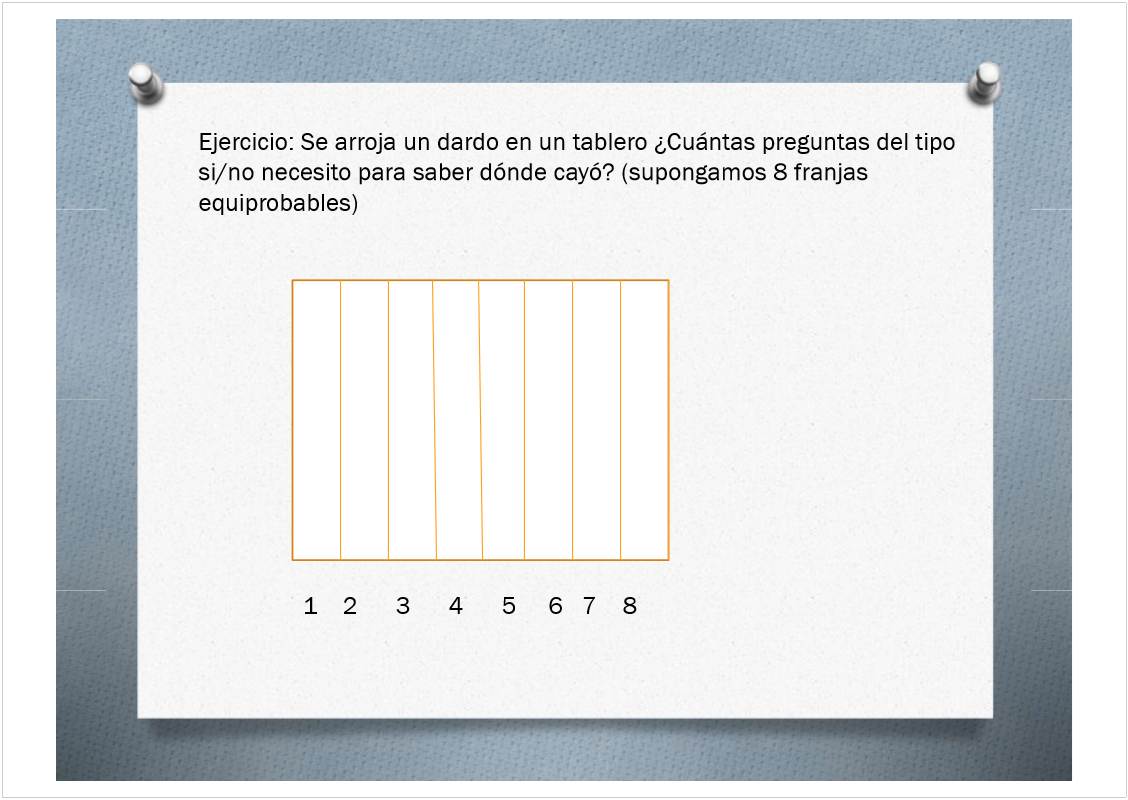 Ejercicio: Se arroja un dardo en un tablero ¿Cuántas preguntas del tipo
si/no necesito para saber dónde cayó? (supongamos 8 franjas
equiprobables)
1 2 3 4 5 6 7 8